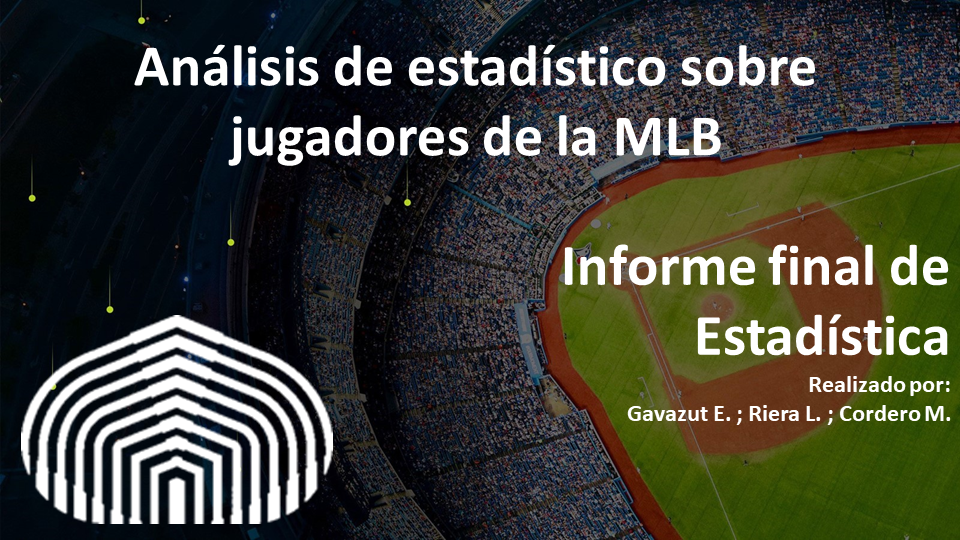 Análisis de estadístico sobre
jugadores de la MLB
Informe final de
Estadística
Realizado por:
Gavazut E. ; Riera L. ; Cordero M.